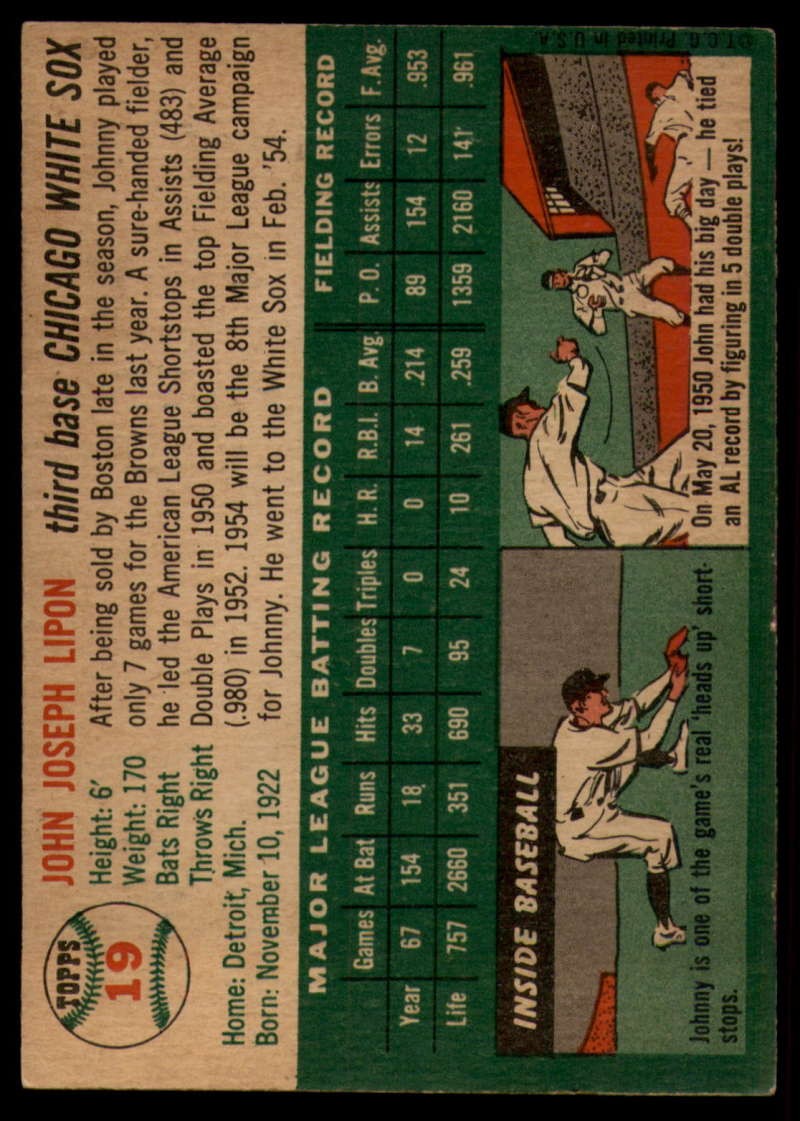 TOPPS
19
JOHN JOSEPH LIPON third base CHICAGO WHITE SOX
Height: 6'
Weight: 170
Bats Right
Throws Right
Home: Detroit, Mich.
Born: November 10, 1922
After being sold by Boston late in the season, Johnny played
only 7 games for the Browns last year. A sure-handed fielder,
he led the American League Shortstops in Assists (483) and
Double Plays in 1950 and boasted the top Fielding Average
(.980) in 1952. 1954 will be the 8th Major League campaign
for Johnny. He went to the White Sox in Feb. '54.
MAJOR LEAGUE BATTING RECORD FIELDING RECORD
Games At Bat Runs Hits Doubles Triples H.R. R.B.I. B. Avg. P. O. Assists Errors F. Avg.
Year 67 154 18 33 7 0 0 14 .214 89 154 12 .953
Life 757 2660 351 690 95 24 10 261 .259 1359 2160 141 .961
INSIDE BASEBALL
Johnny is one of the game's real 'heads up' short-
stops.
On May 20, 1950 John had his big day — he tied
an AL record by figuring in 5 double plays!
©T.C.G. Printed in U.S.A.